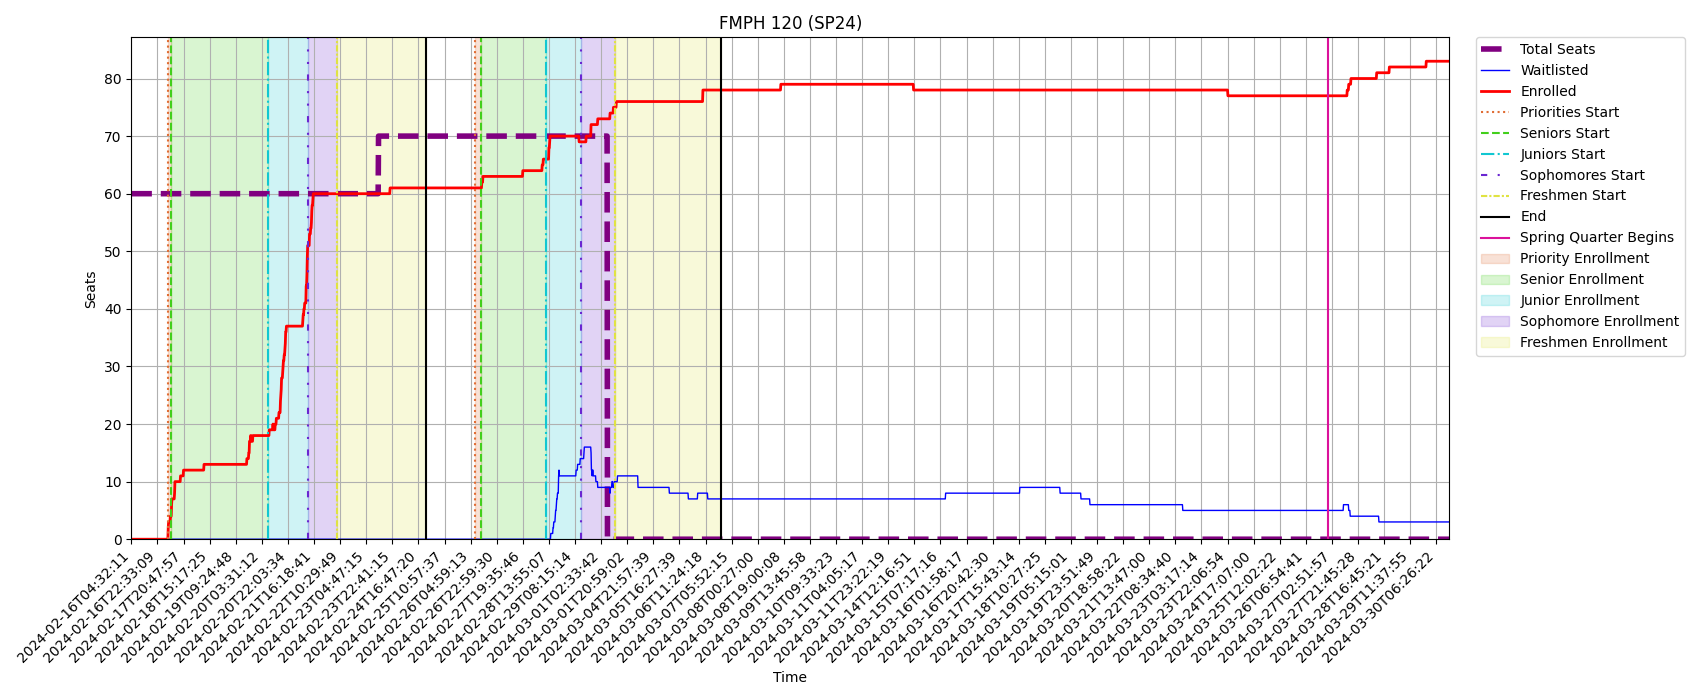 FMPH 120 (SP24)
Seats
80
70
60
50
40
30
20
10
0
2024-02-16T04:32:11
2024-02-16T22:33:09
2024-02-17T20:47:57
2024-02-18T15:17:25
2024-02-19T09:24:48
2024-02-20T03:31:12
2024-02-20T22:03:34
2024-02-21T16:18:41
2024-02-22T10:29:49
2024-02-23T04:47:15
2024-02-23T22:41:15
2024-02-24T16:47:20
2024-02-25T10:57:37
2024-02-26T04:59:13
2024-02-26T22:59:30
2024-02-27T19:35:46
2024-02-28T13:55:07
2024-02-29T08:15:14
2024-03-01T02:33:42
2024-03-01T20:59:02
2024-03-04T21:57:39
2024-03-05T16:27:39
2024-03-06T11:24:18
2024-03-07T05:52:15
2024-03-08T00:27:00
2024-03-08T19:00:08
2024-03-09T13:45:58
2024-03-10T09:33:23
2024-03-11T04:05:17
2024-03-11T23:22:19
2024-03-14T12:16:51
2024-03-15T07:17:16
2024-03-16T01:58:17
2024-03-16T20:42:30
2024-03-17T15:43:14
2024-03-18T10:27:25
2024-03-19T05:15:01
2024-03-19T23:51:49
2024-03-20T18:58:22
2024-03-21T13:47:00
2024-03-22T08:34:40
2024-03-23T03:17:14
2024-03-23T22:06:54
2024-03-24T17:07:00
2024-03-25T12:02:22
2024-03-26T06:54:41
2024-03-27T02:51:57
2024-03-27T21:45:28
2024-03-28T16:45:21
2024-03-29T11:37:55
2024-03-30T06:26:22
Time
Total Seats
Waitlisted
Enrolled
Priorities Start
Seniors Start
Juniors Start
Sophomores Start
Freshmen Start
End
Spring Quarter Begins
Priority Enrollment
Senior Enrollment
Junior Enrollment
Sophomore Enrollment
Freshmen Enrollment